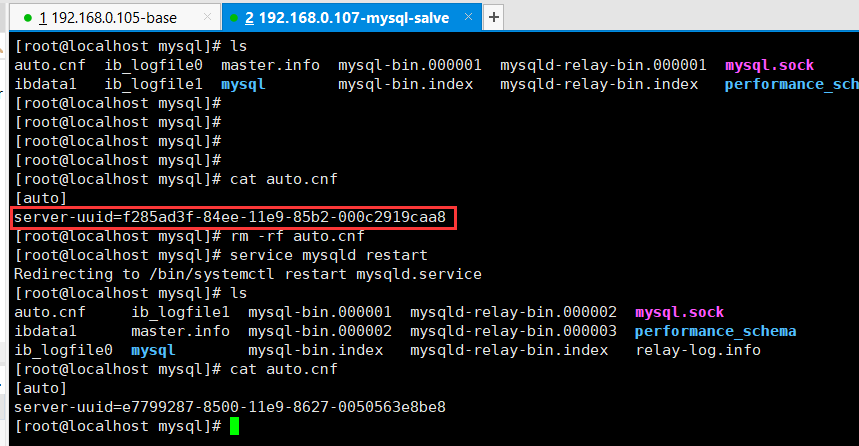 1 192.168.0.105-base × 2 192.168.0.107-mysql-salve × +
[root@localhost mysql]# ls
auto.cnf ib_logfile0 master.info mysql-bin.000001 mysqld-relay-bin.000001 mysql.sock
ibdata1 ib_logfile1 mysql mysql-bin.index mysqld-relay-bin.index performance_sch
[root@localhost mysql]#
[root@localhost mysql]#
[root@localhost mysql]#
[root@localhost mysql]#
[root@localhost mysql]# cat auto.cnf
[auto]
server-uuid=f285ad3f-84ee-11e9-85b2-000c2919caa8
[root@localhost mysql]# rm -rf auto.cnf
[root@localhost mysql]# service mysqld restart
Redirecting to /bin/systemctl restart mysqld.service
[root@localhost mysql]# ls
auto.cnf ib_logfile1 mysql-bin.000001 mysqld-relay-bin.000002 mysql.sock
ibdata1 master.info mysql-bin.000002 mysqld-relay-bin.000003 performance_schema
ib_logfile0 mysql mysql-bin.index mysqld-relay-bin.index relay-log.info
[root@localhost mysql]# cat auto.cnf
[auto]
server-uuid=e7799287-8500-11e9-8627-0050563e8be8
[root@localhost mysql]#